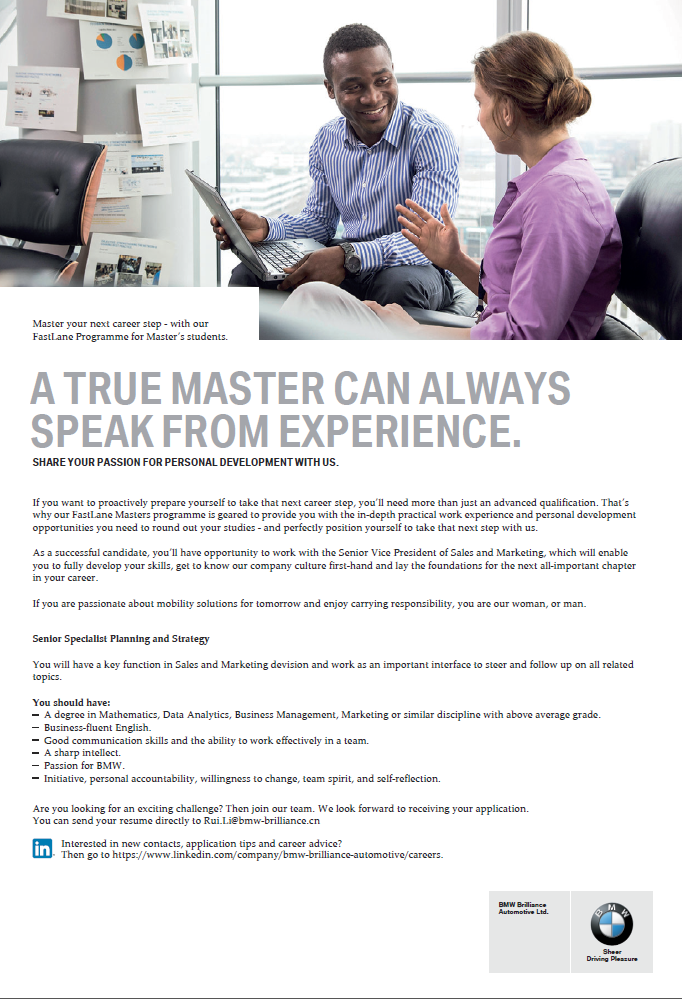 Master your next career step - with our
FastLane Programme for Master's students.
A TRUE MASTER CAN ALWAYS
SPEAK FROM EXPERIENCE.
SHARE YOUR PASSION FOR PERSONAL DEVELOPMENT WITH US.
If you want to proactively prepare yourself to take that next career step, you'll need more than just an advanced qualification. That's
why our FastLane Masters programme is geared to provide you with the in-depth practical work experience and personal development
opportunities you need to round out your studies - and perfectly position yourself to take that next step with us.
As a successful candidate, you'll have opportunity to work with the Senior Vice President of Sales and Marketing, which will enable
you to fully develop your skills, get to know our company culture first-hand and lay the foundations for the next all-important chapter
in your career.
If you are passionate about mobility solutions for tomorrow and enjoy carrying responsibility, you are our woman, or man.
Senior Specialist Planning and Strategy
You will have a key function in Sales and Marketing devision and work as an important interface to steer and follow up on all related
topics.
You should have:
— A degree in Mathematics, Data Analytics, Business Management, Marketing or similar discipline with above average grade.
— Business-fluent English.
— Good communication skills and the ability to work effectively in a team.
— A sharp intellect.
— Passion for BMW.
— Initiative, personal accountability, willingness to change, team spirit, and self-reflection.
Are you looking for an exciting challenge? Then join our team. We look forward to receiving your application.
You can send your resume directly to Rui.Li@bmw-brilliance.cn
in
Interested in new contacts, application tips and career advice?
Then go to https://www.linkedin.com/company/bmw-brilliance-automotive/careers.
BMW Brilliance
Automotive Ltd.
BMW
Sheer
Driving Pleasure